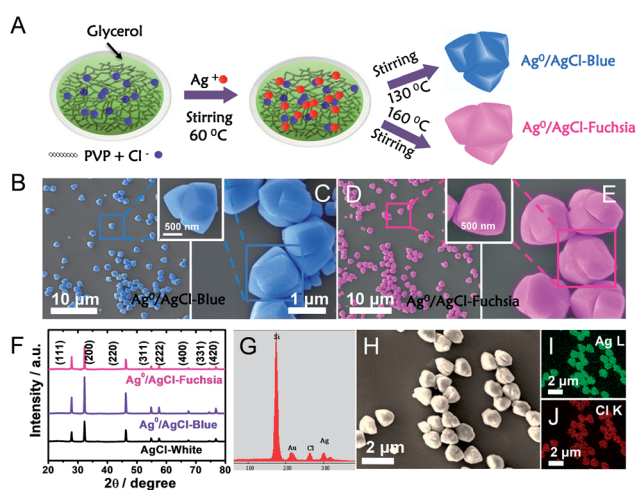 A
Glycerol
Ag +
Stirring
60 ⁰C
PVP + Cl -
Stirring
130 ⁰C
160 ⁰C
Stirring
Ag⁰/AgCl-Blue
Ag⁰/AgCl-Fuchsia
B
500 nm
10 μm
Ag⁰/AgCl-Blue
C
1 μm
D
500 nm
10 μm
Ag⁰/AgCl-Fuchsia
E
F
Intensity / a.u.
(111) (200) (220) (311) (222) (400) (331) (420)
Ag⁰/AgCl-Fuchsia
Ag⁰/AgCl-Blue
AgCl-White
20 30 40 50 60 70 80
2θ / degree
G
Si
Au Cl Ag
1.00 2.00 3.00
H
2 μm
I
Ag L
2 μm
J
Cl K
2 μm